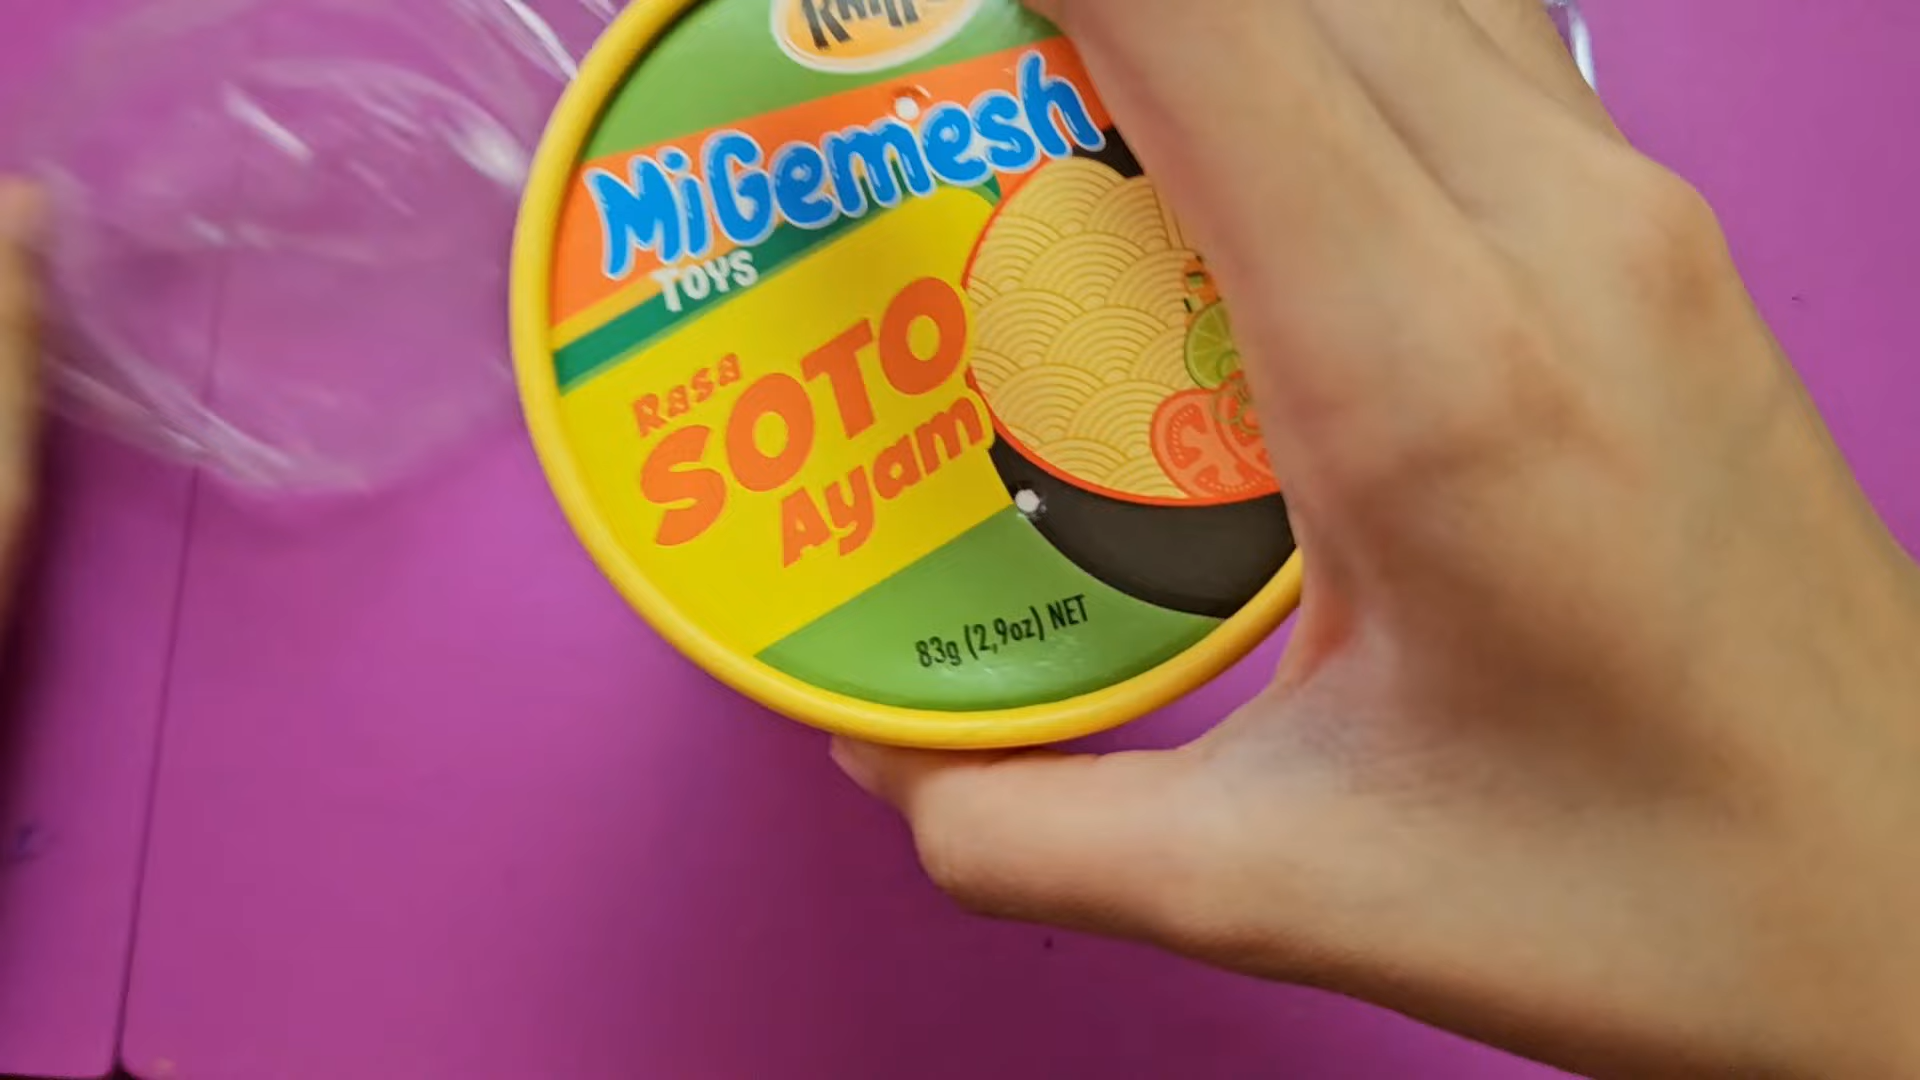 MiGemesh
TOYS
Rasa
SOTO
Ayam
83g (2,9oz) NET